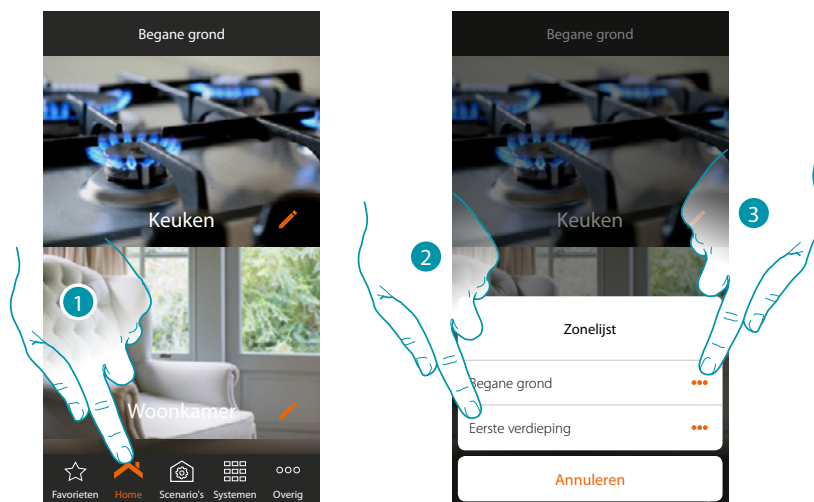 Begane grond
Keuken
1
Woonkamer
Favorieten Home Scenario's Systemen Overig
Begane grond
Keuken
2
3
Zonelijst
Begane grond
Eerste verdieping
Annuleren